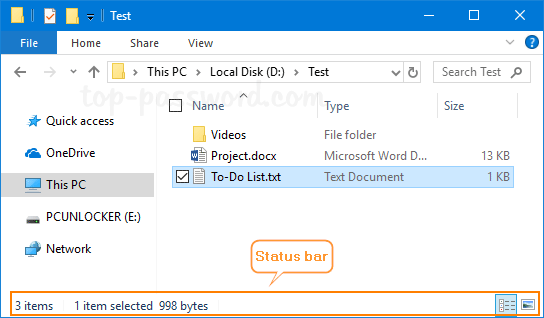 Test
File Home Share View
This PC Local Disk (D:) Test Search Test
top-password.com
Name Type Size
Quick access
Videos File folder
OneDrive
Project.docx Microsoft Word D... 13 KB
This PC
To-Do List.txt Text Document 1 KB
PCUNLOCKER (E:)
Network
Status bar
3 items 1 item selected 998 bytes